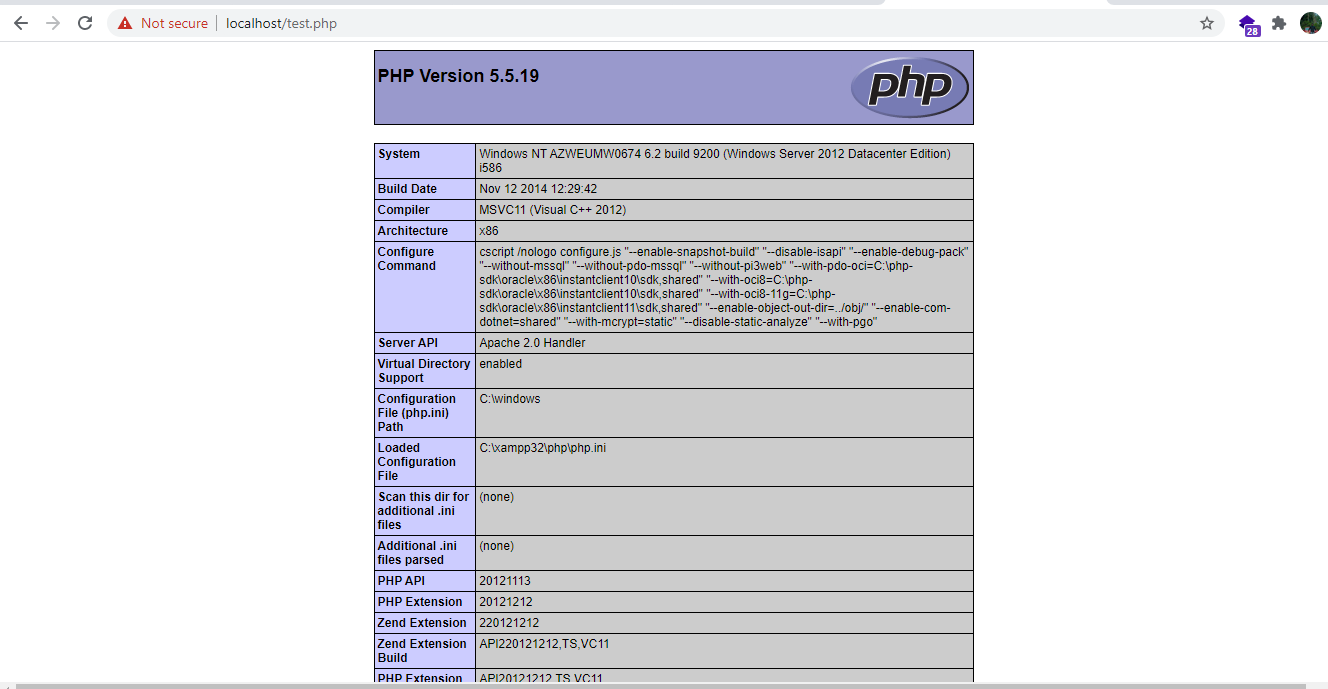 Not secure
localhost/test.php
28
PHP Version 5.5.19
php
System
Windows NT AZWEUMW0674 6.2 build 9200 (Windows Server 2012 Datacenter Edition)
i586
Build Date
Nov 12 2014 12:29:42
Compiler
MSVC11 (Visual C++ 2012)
Architecture
x86
Configure
Command
cscript /nologo configure.js "--enable-snapshot-build" "--disable-isapi" "--enable-debug-pack"
"--without-mssql" "--without-pdo-mssql" "--without-pi3web" "--with-pdo-oci=C:\php-
sdk\oracle\x86\instantclient10\sdk,shared" "--with-oci8=C:\php-
sdk\oracle\x86\instantclient10\sdk,shared" "--with-oci8-11g=C:\php-
sdk\oracle\x86\instantclient11\sdk,shared" "--enable-object-out-dir=../obj/" "--enable-com-
dotnet=shared" "--with-mcrypt=static" "--disable-static-analyze" "--with-pgo"
Server API
Apache 2.0 Handler
Virtual Directory
Support
enabled
Configuration
File (php.ini)
Path
C:\windows
Loaded
Configuration
File
C:\xampp32\php\php.ini
Scan this dir for
additional .ini
files
(none)
Additional .ini
files parsed
(none)
PHP API
20121113
PHP Extension
20121212
Zend Extension
220121212
Zend Extension
Build
API220121212,TS,VC11
PHP Extension
API20121212,TS,VC11